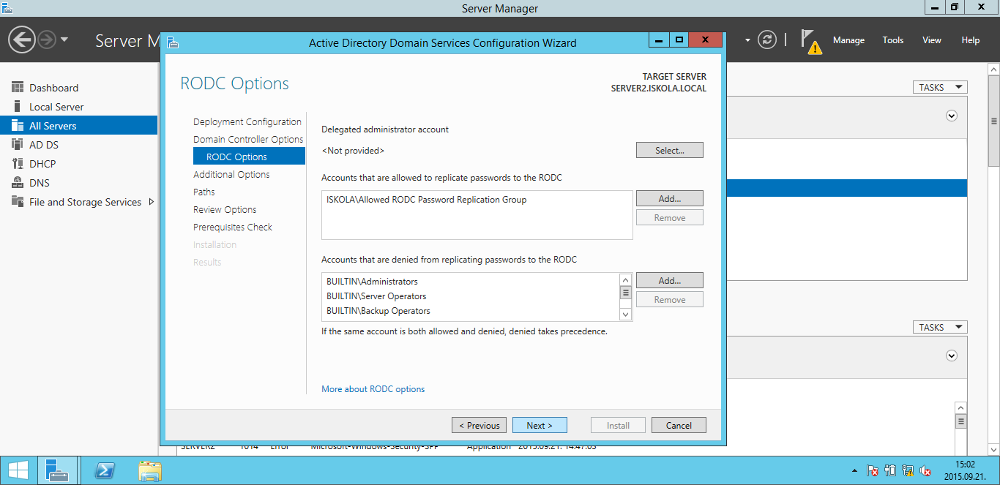 Server Manager
Server M
Manage Tools View Help
Active Directory Domain Services Configuration Wizard
Dashboard
Local Server
All Servers
AD DS
DHCP
DNS
File and Storage Services
RODC Options
TARGET SERVER
SERVER2.ISKOLA.LOCAL
Deployment Configuration
Domain Controller Options
RODC Options
Additional Options
Paths
Review Options
Prerequisites Check
Installation
Results
Delegated administrator account
<Not provided>
Select...
Accounts that are allowed to replicate passwords to the RODC
ISKOLA\Allowed RODC Password Replication Group
Add...
Remove
Accounts that are denied from replicating passwords to the RODC
BUILTIN\Administrators
BUILTIN\Server Operators
BUILTIN\Backup Operators
Add...
Remove
If the same account is both allowed and denied, denied takes precedence.
More about RODC options
< Previous Next > Install Cancel
TASKS
TASKS
SERVER2 1014 Error Microsoft-Windows-Security-SPP Application 2015.09.21. 14:47:03
15:02
2015.09.21.